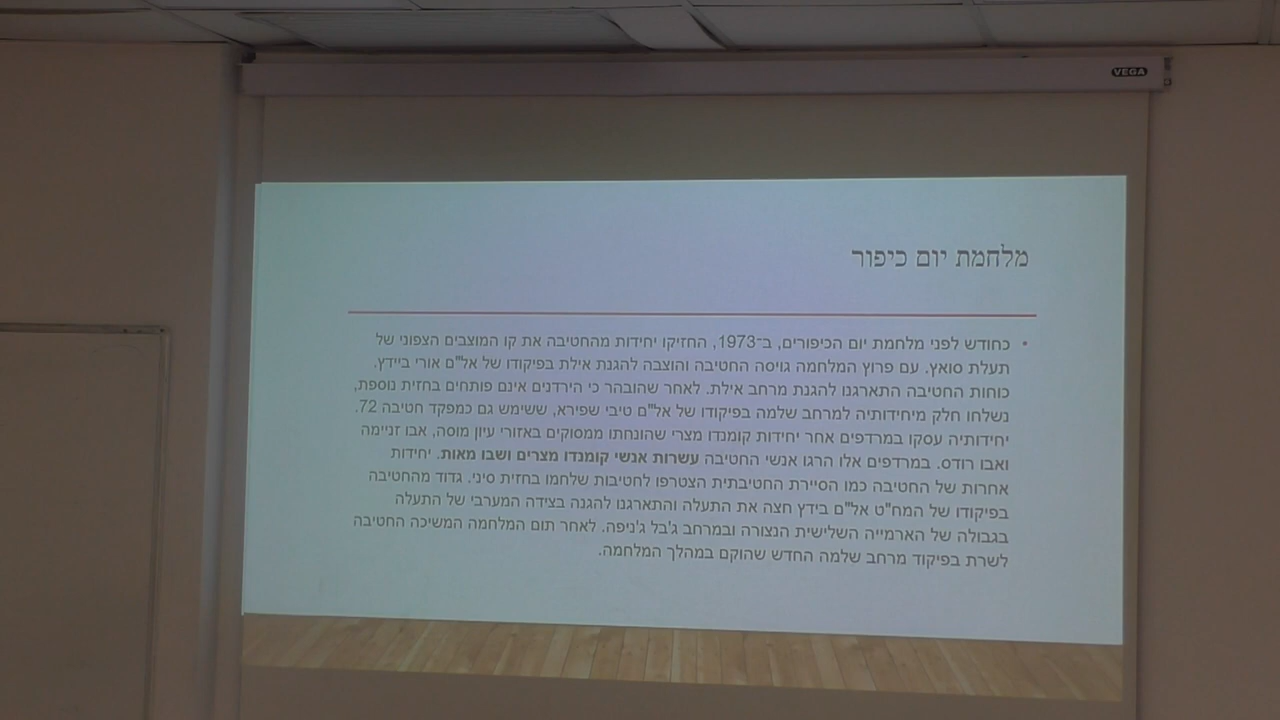 VEGA
מלחמת יום כיפור
• כחודש לפני מלחמת יום הכיפורים, ב־1973, החזיקו יחידות מהחטיבה את קו המוצבים הצפוני של
תעלת סואץ. עם פרוץ המלחמה גויסה החטיבה והוצבה להגנת אילת בפיקודו של אל"ם אורי ביידץ.
כוחות החטיבה התארגנו להגנת מרחב אילת. לאחר שהובהר כי הירדנים אינם פותחים בחזית נוספת,
נשלחו חלק מיחידותיה למרחב שלמה בפיקודו של אל"ם טיבי שפירא, ששימש גם כמפקד חטיבה 72.
יחידותיה עסקו במרדפים אחר יחידות קומנדו מצרי שהונחתו ממסוקים באזורי עיון מוסה, אבו זניימה
ואבו רודס. במרדפים אלו הרגו אנשי החטיבה עשרות אנשי קומנדו מצרים ושבו מאות. יחידות
אחרות של החטיבה כמו הסיירת החטיבתית הצטרפו לחטיבות שלחמו בחזית סיני. גדוד מהחטיבה
בפיקודו של המח"ט אל"ם בידץ חצה את התעלה והתארגנו להגנה בצידה המערבי של התעלה
בגבולה של הארמייה השלישית הנצורה ובמרחב ג'בל ג'ניפה. לאחר תום המלחמה המשיכה החטיבה
לשרת בפיקוד מרחב שלמה החדש שהוקם במהלך המלחמה.